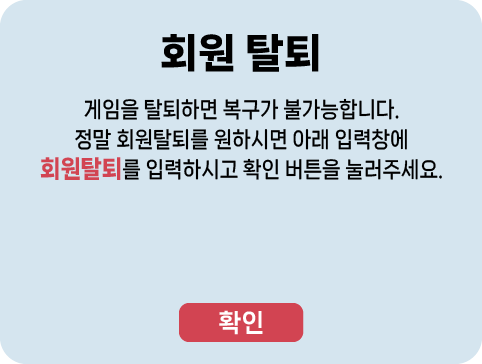 회원 탈퇴
게임을 탈퇴하면 복구가 불가능합니다.
정말 회원탈퇴를 원하시면 아래 입력창에
회원탈퇴를 입력하시고 확인 버튼을 눌러주세요.
확인